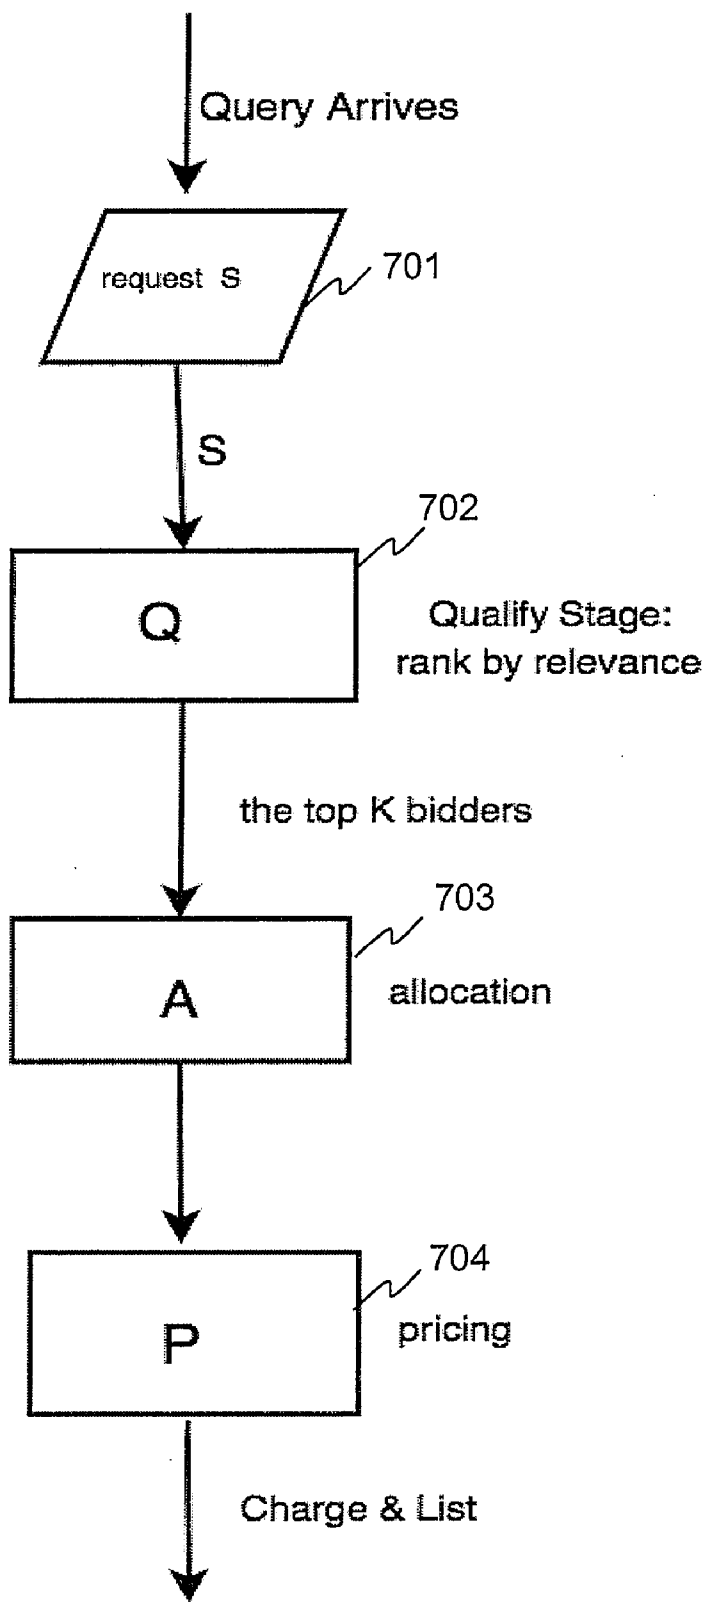 Query Arrives
request S
701
S
702
Q
Qualify Stage:
rank by relevance
the top K bidders
703
A
allocation
704
P
pricing
Charge & List